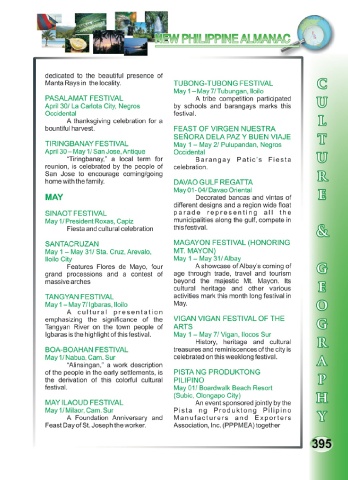 NEW PHILIPPINE ALMANAC
dedicated to the beautiful presence of
Manta Rays in the locality.
PASALAMAT FESTIVAL
April 30/ La Carlota City, Negros
Occidental
A thanksgiving celebration for a
bountiful harvest.
TIRINGBANAY FESTIVAL
April 30 – May 1/ San Jose, Antique
“Tiringbanay,” a local term for
reunion, is celebrated by the people of
San Jose to encourage coming/going
home with the family.
MAY
SINAOT FESTIVAL
May 1/ President Roxas, Capiz
Fiesta and cultural celebration
SANTACRUZAN
May 1 – May 31/ Sta. Cruz, Arevalo,
Iloilo City
Features Flores de Mayo, four
grand processions and a contest of
massive arches
TANGYAN FESTIVAL
May 1 – May 7/ Igbaras, Iloilo
A cultural presentation
emphasizing the significance of the
Tangyan River on the town people of
Igbaras is the highlight of this festival.
BOA-BOAHAN FESTIVAL
May 1/ Nabua, Cam. Sur
“Alinsingan,” a work description
of the people in the early settlements, is
the derivation of this colorful cultural
festival.
MAY ILAOUD FESTIVAL
May 1/ Milaor, Cam. Sur
A Foundation Anniversary and
Feast Day of St. Joseph the worker.
TUBONG-TUBONG FESTIVAL
May 1 – May 7/ Tubungan, Iloilo
A tribe competition participated
by schools and barangays marks this
festival.
FEAST OF VIRGEN NUESTRA
SEÑORA DELA PAZ Y BUEN VIAJE
May 1 – May 2/ Pulupandan, Negros
Occidental
Barangay Patic’s Fiesta
celebration.
DAVAO GULF REGATTA
May 01- 04/ Davao Oriental
Decorated bancas and vintas of
different designs and a region wide float
parade representing all the
municipalities along the gulf, compete in
this festival.
MAGAYON FESTIVAL (HONORING
MT. MAYON)
May 1 – May 31/ Albay
A showcase of Albay’s coming of
age through trade, travel and tourism
beyond the majestic Mt. Mayon. Its
cultural heritage and other various
activities mark this month long festival in
May.
VIGAN VIGAN FESTIVAL OF THE
ARTS
May 1 – May 7/ Vigan, Ilocos Sur
History, heritage and cultural
treasures and reminiscences of the city is
celebrated on this weeklong festival.
PISTA NG PRODUKTONG
PILIPINO
May 01/ Boardwalk Beach Resort
(Subic, Olongapo City)
An event sponsored jointly by the
Pista ng Produktong Pilipino
Manufacturers and Exporters
Association, Inc. (PPPMEA) together
C
U
L
T
U
R
E
&
G
E
O
G
R
A
P
H
Y
395